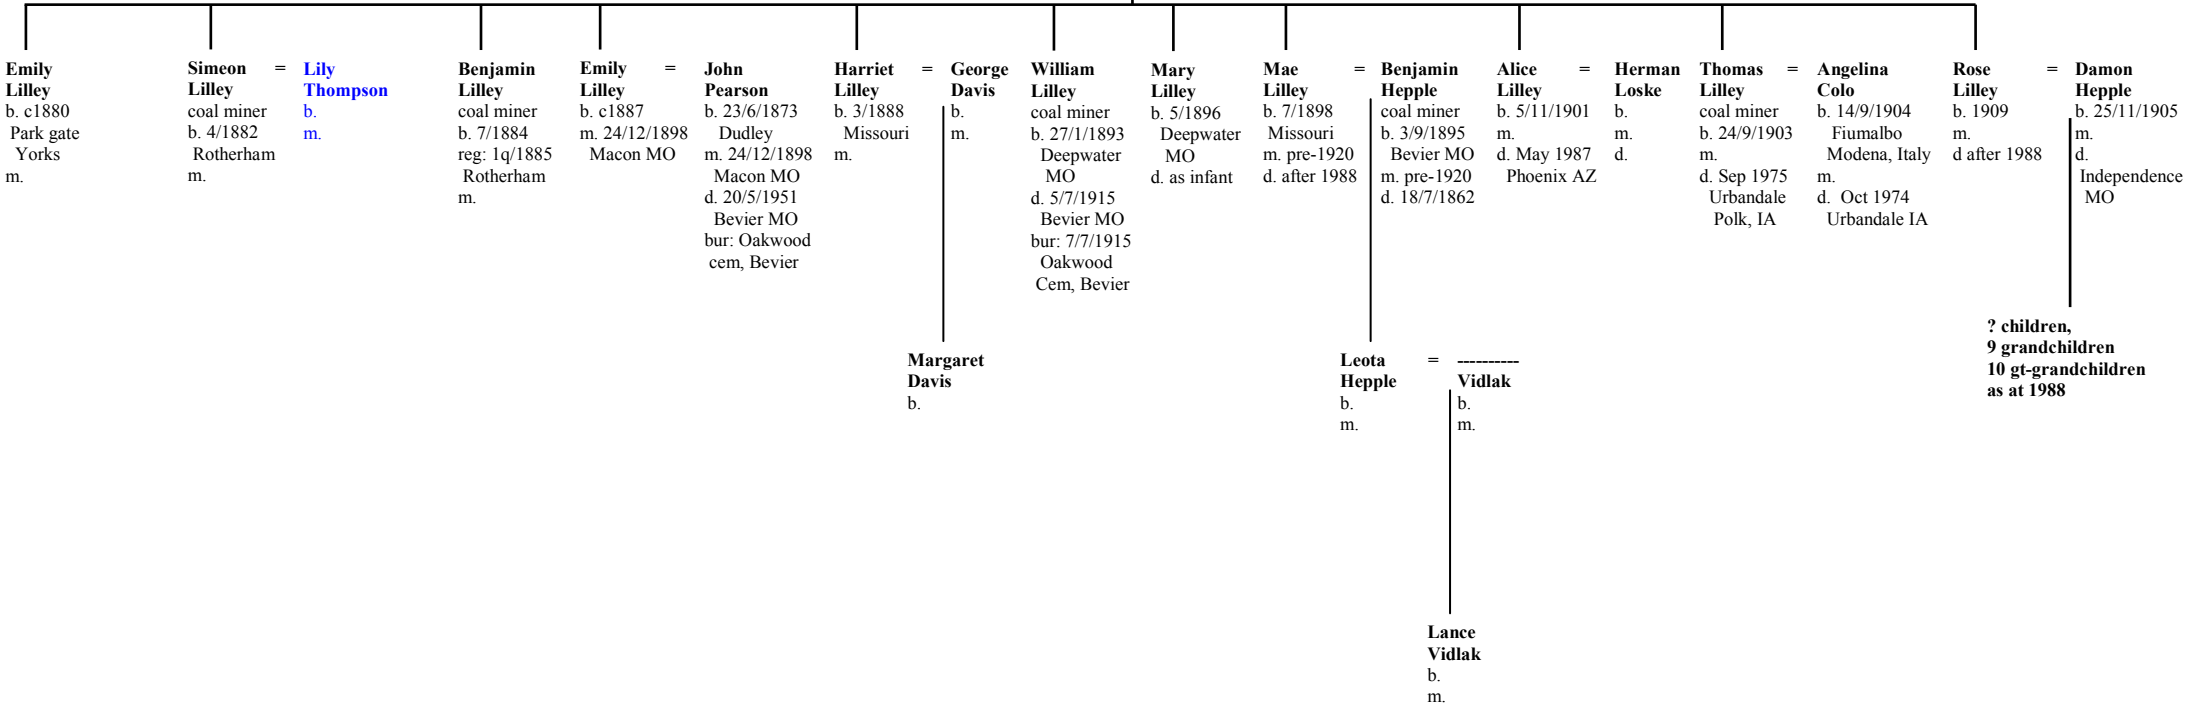 Emily
Lilley
b. c1880
Park gate
Yorks
m.
Simeon =
Lilley
coal miner
b. 4/1882
Rotherham
m.
Lily
Thompson
b.
m.
Benjamin
Lilley
coal miner
b. 7/1884
reg: 1q/1885
Rotherham
m.
Emily =
Lilley
b. c1887
m. 24/12/1898
Macon MO
John
Pearson
b. 23/6/1873
Dudley
m. 24/12/1898
Macon MO
d. 20/5/1951
Bevier MO
bur: Oakwood
cem, Bevier
Harriet =
Lilley
b. 3/1888
Missouri
m.
George
Davis
b.
m.
William
Lilley
coal miner
b. 27/1/1893
Deepwater
MO
d. 5/7/1915
Bevier MO
bur: 7/7/1915
Oakwood
Cem, Bevier
Mary
Lilley
b. 5/1896
Deepwater
MO
d. as infant
Mae =
Lilley
b. 7/1898
Missouri
m. pre-1920
d. after 1988
Benjamin
Hepple
coal miner
b. 3/9/1895
Bevier MO
m. pre-1920
d. 18/7/1862
Alice =
Lilley
b. 5/11/1901
m.
d. May 1987
Phoenix AZ
Herman
Loske
b.
m.
d.
Thomas =
Lilley
coal miner
b. 24/9/1903
m.
d. Sep 1975
Urbandale
Polk, IA
Angelina
Colo
b. 14/9/1904
Fiumalbo
Modena, Italy
m.
d. Oct 1974
Urbandale IA
Rose =
Lilley
b. 1909
m.
d after 1988
Damon
Hepple
b. 25/11/1905
m.
d.
Independence
MO
Margaret
Davis
b.
Leota =
Hepple
b.
m.
----------
Vidlak
b.
m.
? children,
9 grandchildren
10 gt-grandchildren
as at 1988
Lance
Vidlak
b.
m.